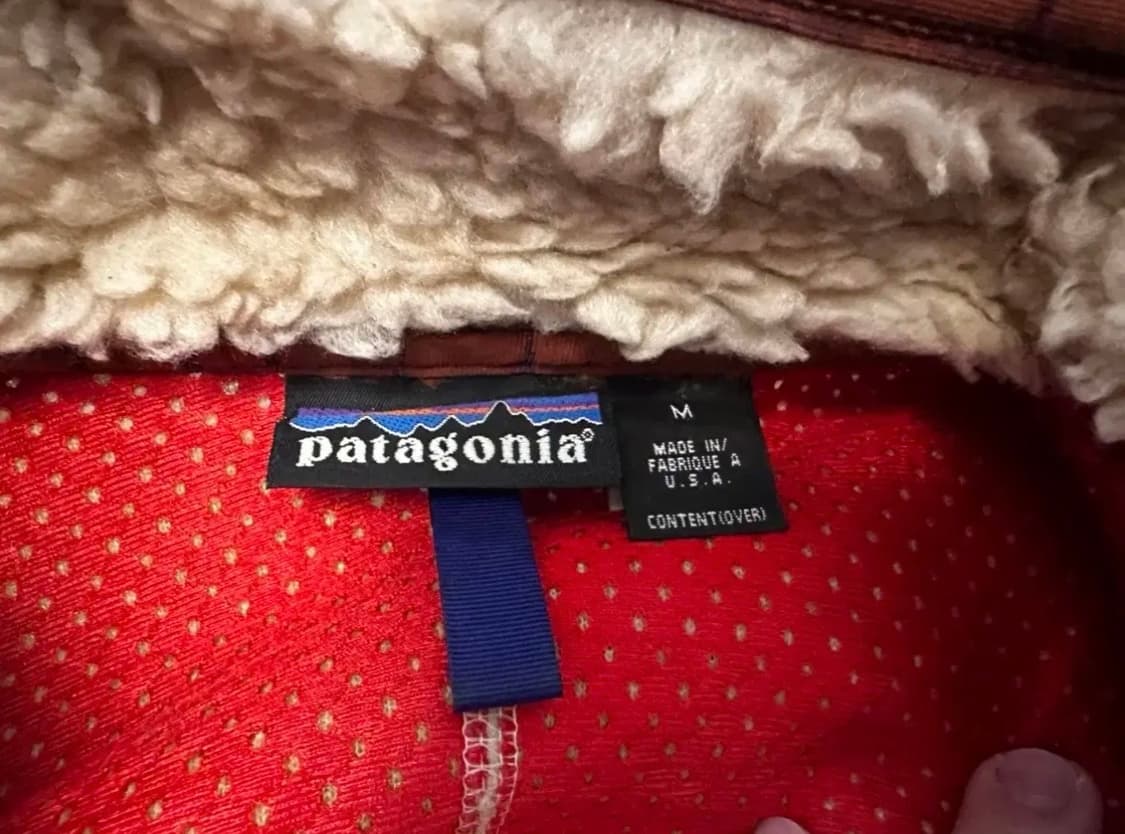 patagonia®
M
MADE IN/
FABRIQUE A
U.S.A.
CONTENT(OVER)